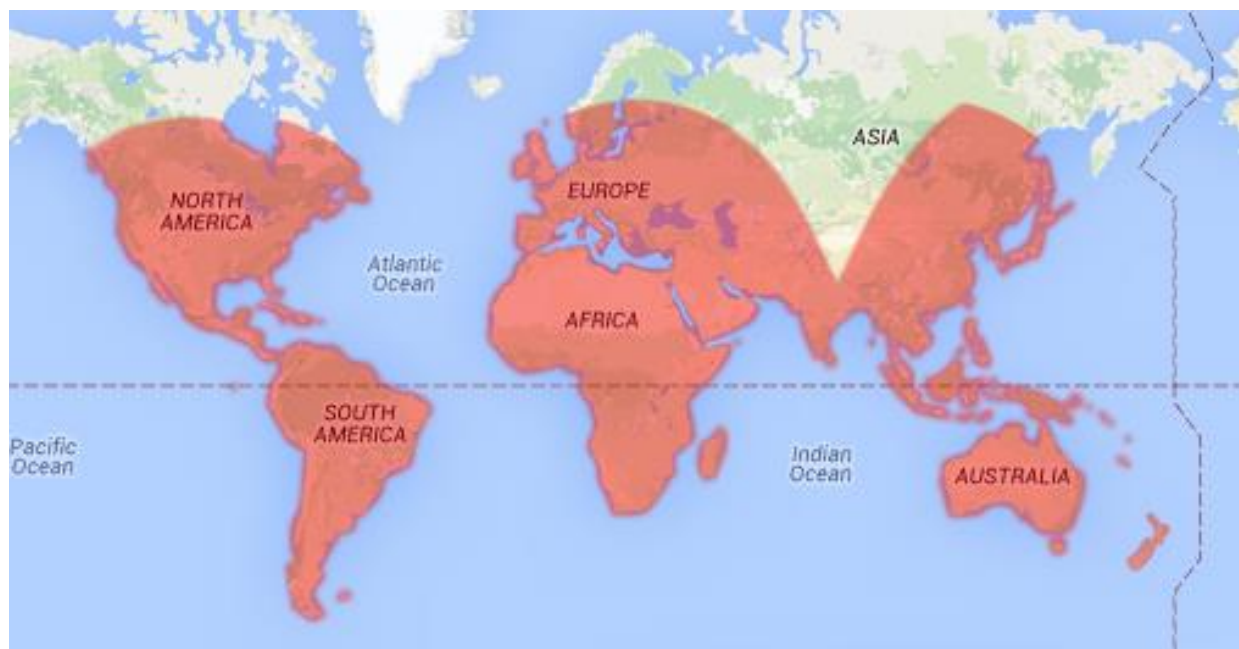 ASIA
NORTH
AMERICA
EUROPE
Atlantic
Ocean
AFRICA
SOUTH
AMERICA
Pacific
Ocean
Indian
Ocean
AUSTRALIA